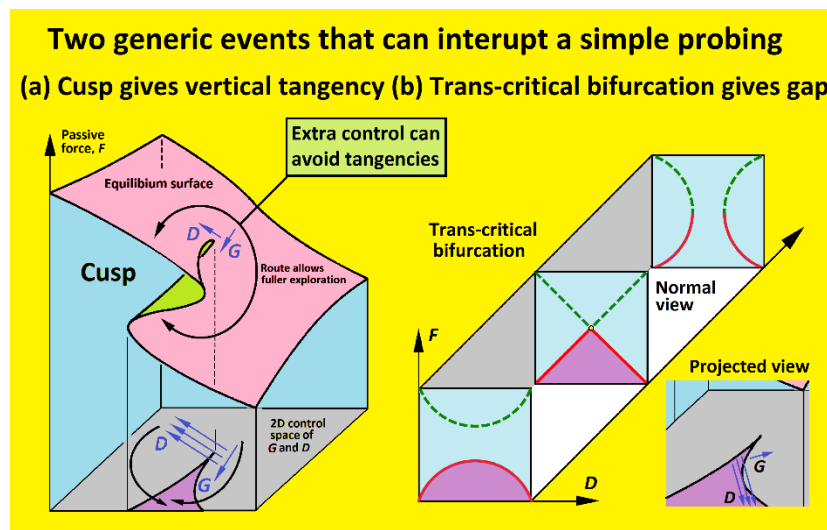 Two generic events that can interupt a simple probing
(a) Cusp gives vertical tangency (b) Trans-critical bifurcation gives gap
Passive
force, F
Extra control can
avoid tangencies
Equilibium surface
D
G
Cusp
Route allows
fuller exploration
2D control
space of
G and D
D
G
Trans-critical
bifurcation
Normal
view
F
D
Projected view
G
D